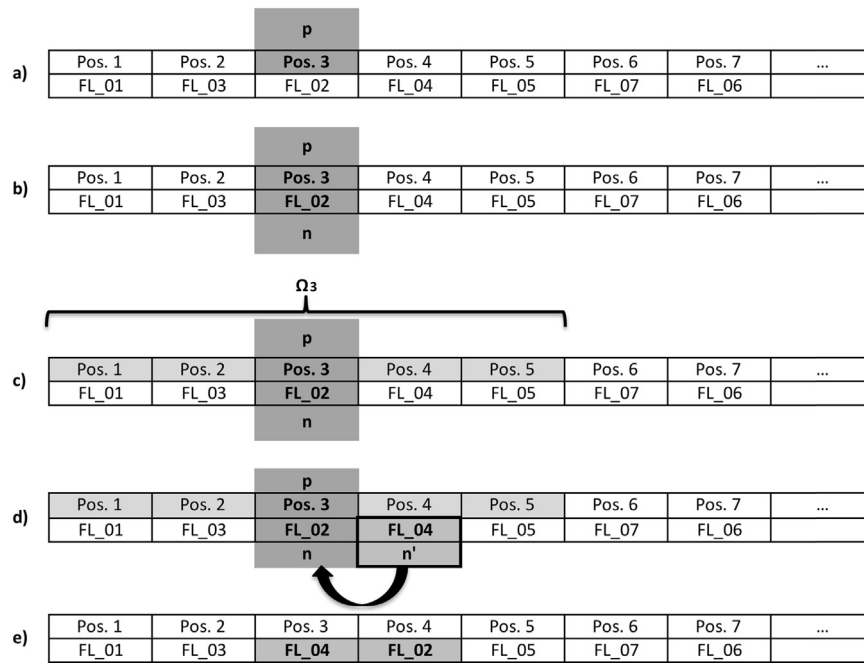 p
a) Pos. 1 Pos. 2 Pos. 3 Pos. 4 Pos. 5 Pos. 6 Pos. 7 ...
FL_01 FL_03 FL_02 FL_04 FL_05 FL_07 FL_06
p
b) Pos. 1 Pos. 2 Pos. 3 Pos. 4 Pos. 5 Pos. 6 Pos. 7 ...
FL_01 FL_03 FL_02 FL_04 FL_05 FL_07 FL_06
n
Ω3
p
c) Pos. 1 Pos. 2 Pos. 3 Pos. 4 Pos. 5 Pos. 6 Pos. 7 ...
FL_01 FL_03 FL_02 FL_04 FL_05 FL_07 FL_06
n
p
d) Pos. 1 Pos. 2 Pos. 3 Pos. 4 Pos. 5 Pos. 6 Pos. 7 ...
FL_01 FL_03 FL_02 FL_04 FL_05 FL_07 FL_06
n n'
e) Pos. 1 Pos. 2 Pos. 3 Pos. 4 Pos. 5 Pos. 6 Pos. 7 ...
FL_01 FL_03 FL_04 FL_02 FL_05 FL_07 FL_06